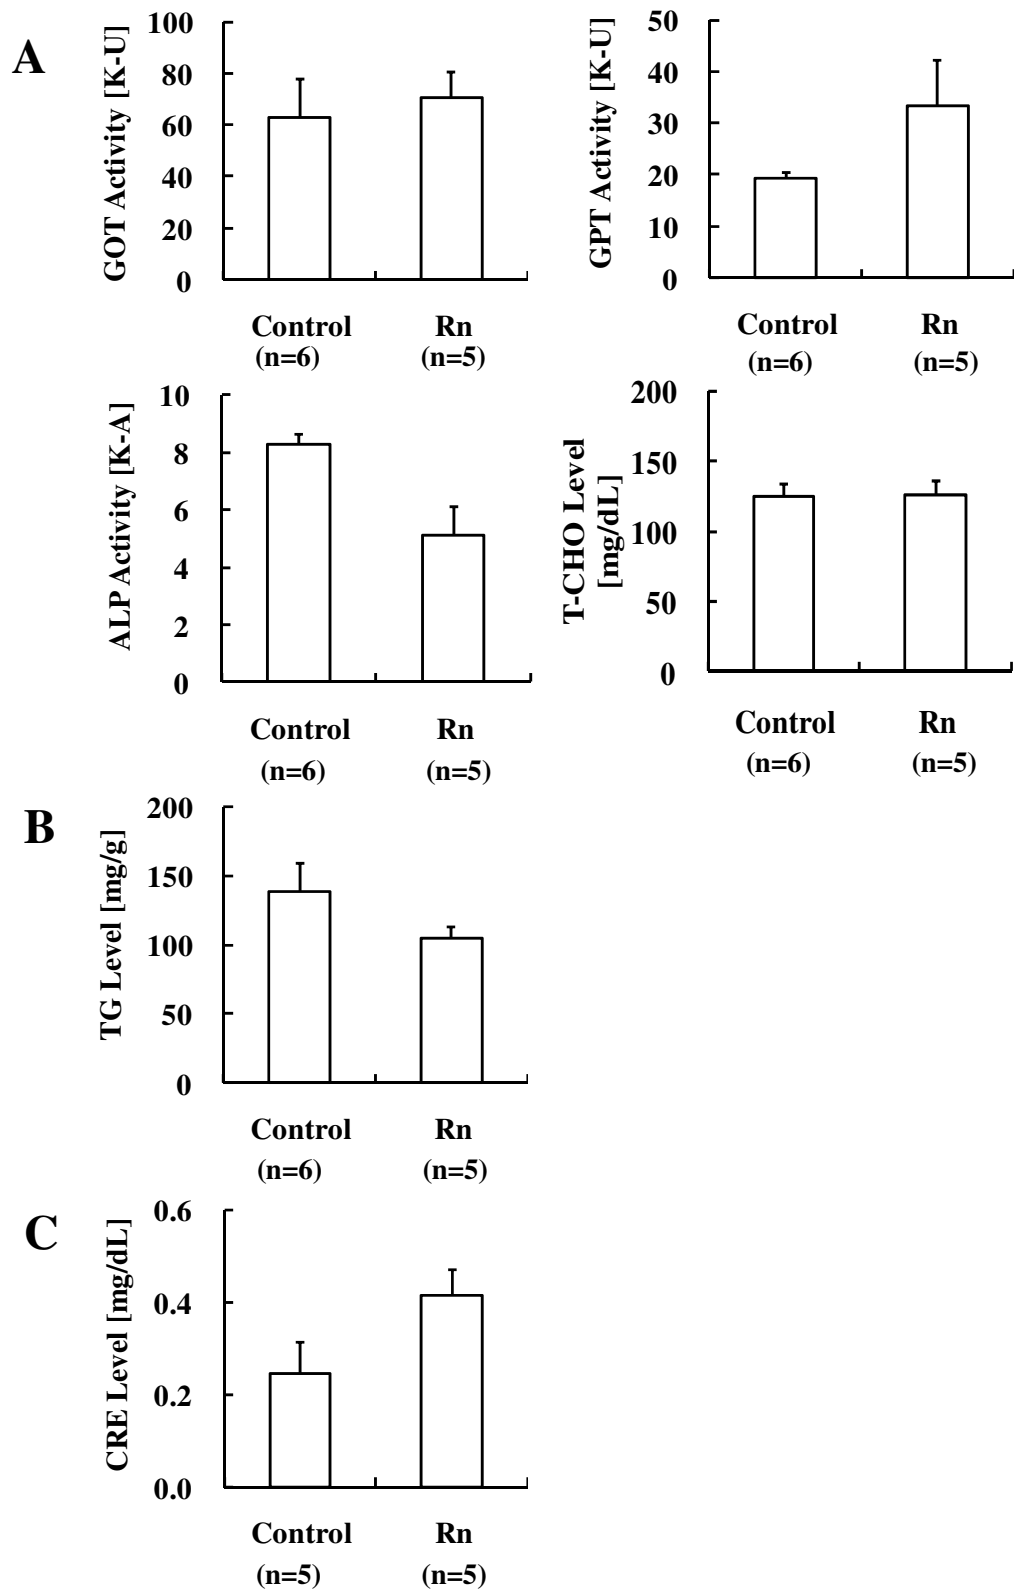 A
GOT Activity [K-U]
100
80
60
40
20
0
Control
Rn
(n=6)
(n=5)
GPT Activity [K-U]
50
40
30
20
10
0
Control
Rn
(n=6)
(n=5)
ALP Activity [K-A]
10
8
6
4
2
0
Control
Rn
(n=6)
(n=5)
T-CHO Level
[mg/dL]
200
150
100
50
0
Control
Rn
(n=6)
(n=5)
B
TG Level [mg/g]
200
150
100
50
0
Control
Rn
(n=6)
(n=5)
C
CRE Level [mg/dL]
0.6
0.4
0.2
0.0
Control
Rn
(n=5)
(n=5)